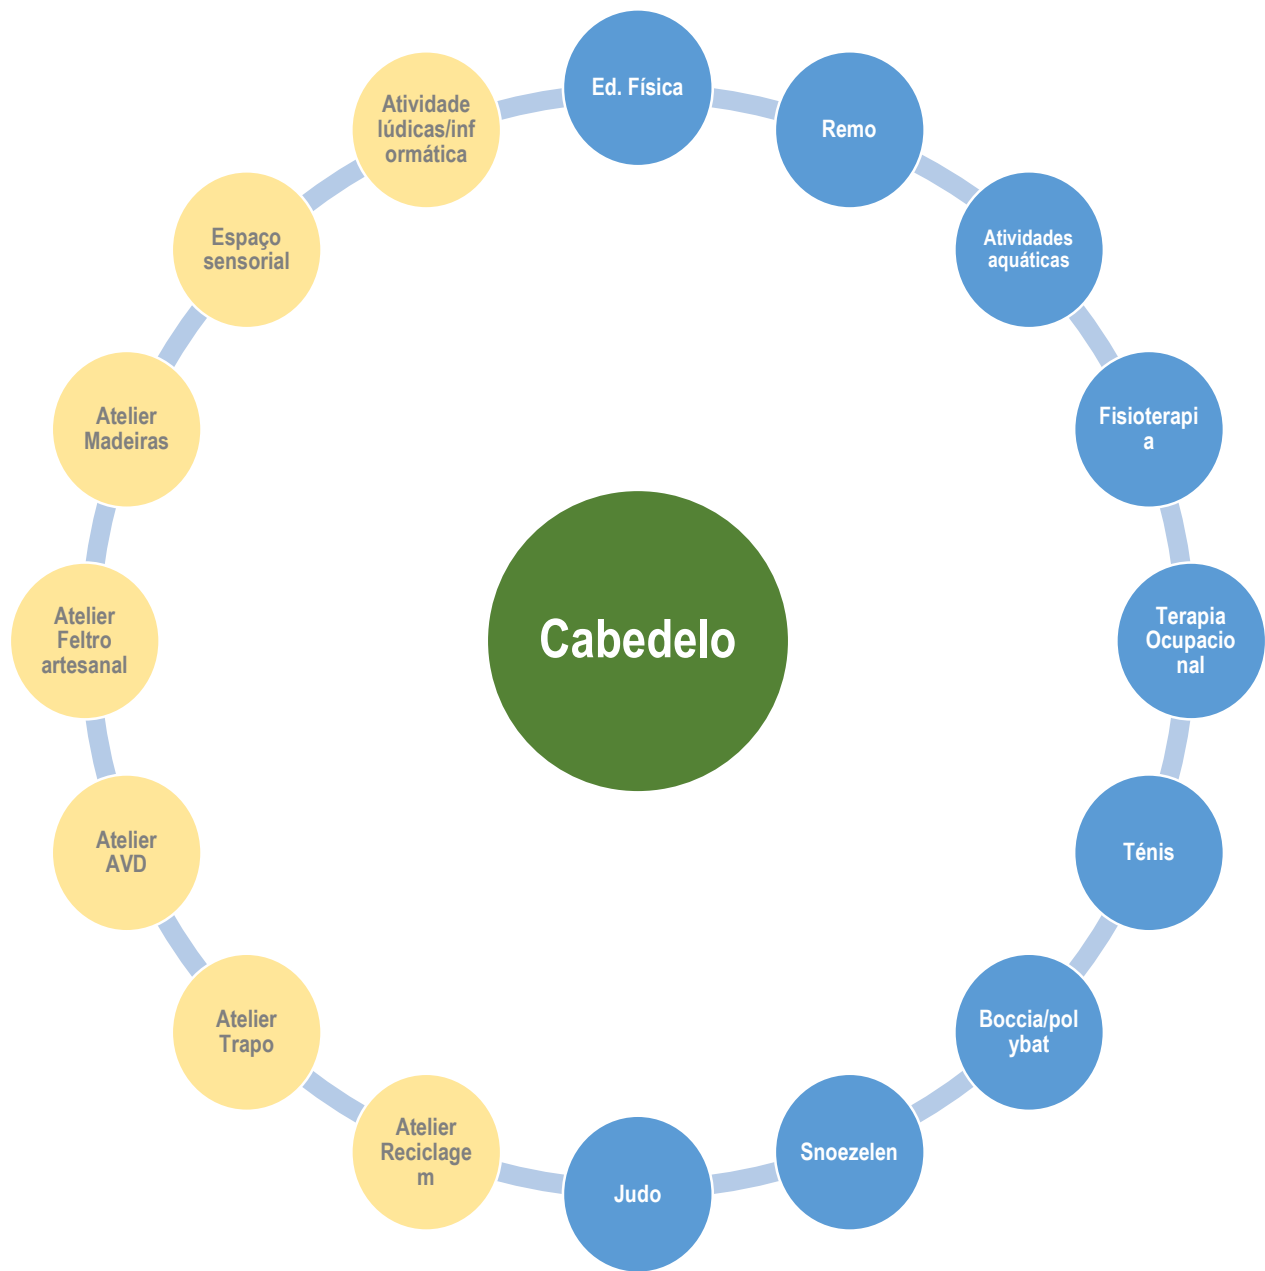 Ed. Física
Remo
Atividades
aquáticas
Fisioterapi
a
Terapia
Ocupacio
nal
Ténis
Boccia/pol
ybat
Snoezelen
Judo
Atelier
Reciclage
m
Atelier
Trapo
Atelier
AVD
Atelier
Feltro
artesanal
Atelier
Madeiras
Espaço
sensorial
Atividade
lúdicas/inf
ormática
Cabedelo